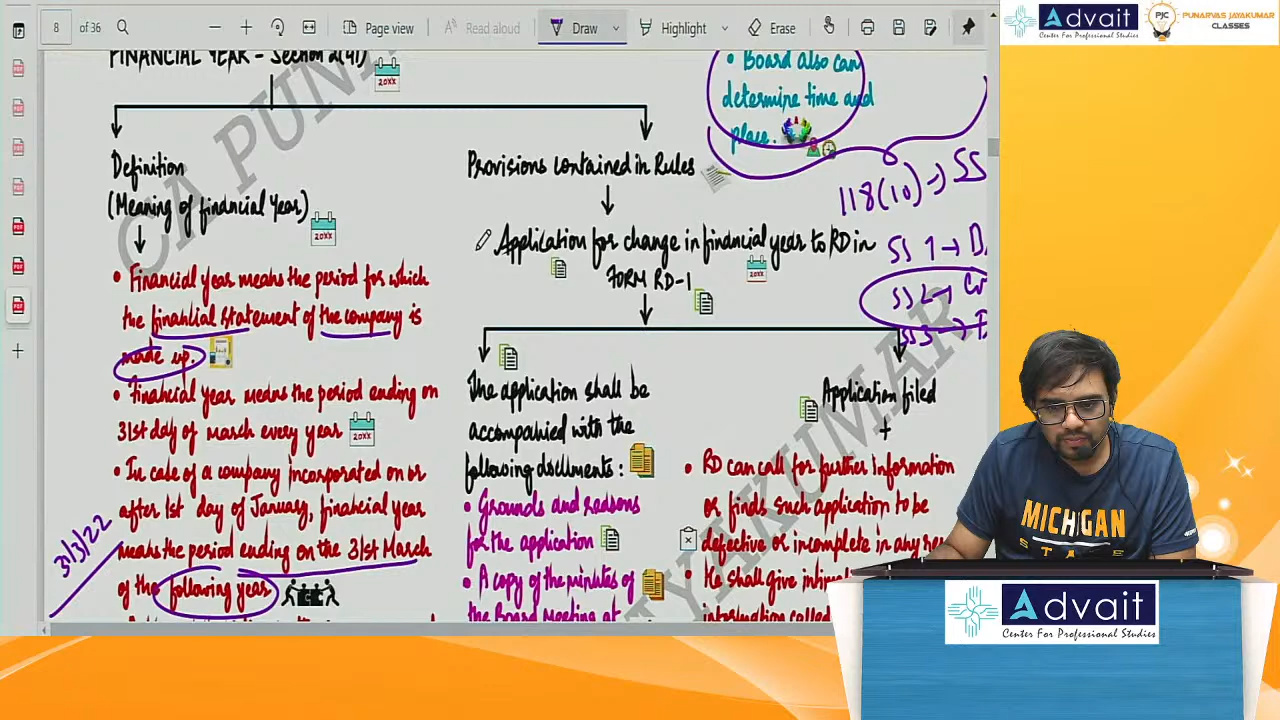 8 of 36
Page view
Read aloud
Draw
Highlight
Erase
FINANCIAL YEAR - Section 2(41)
Definition
(Meaning of financial Year)
• Financial year means the period for which
the financial statement of the company is
made up.
• Financial year means the period ending on
31st day of march every year
• In case of a company incorporated on or
after 1st day of January, financial year
means the period ending on the 31st March
of the following year
31/3/22
• Board also can
determine time and
place.
Provisions contained in Rules
118(10) → SS
SS 1 →
SS2 →
SS3 →
Application for change in financial year to RD in
FORM RD-1
The application shall be
accompanied with the
following documents:
• Grounds and reasons
for the application
• A copy of the minutes of
the Board Meeting at
Application filed
+
• RD can call for further information
or finds such application to be
defective or incomplete in any
• He shall give
information called
CA PUN
JAYAKUMAR
Advait
Center For Professional Studies
PJC
PUNARVAS JAYAKUMAR
CLASSES
MICHIGAN
STATE
Advait
Center For Professional Studies